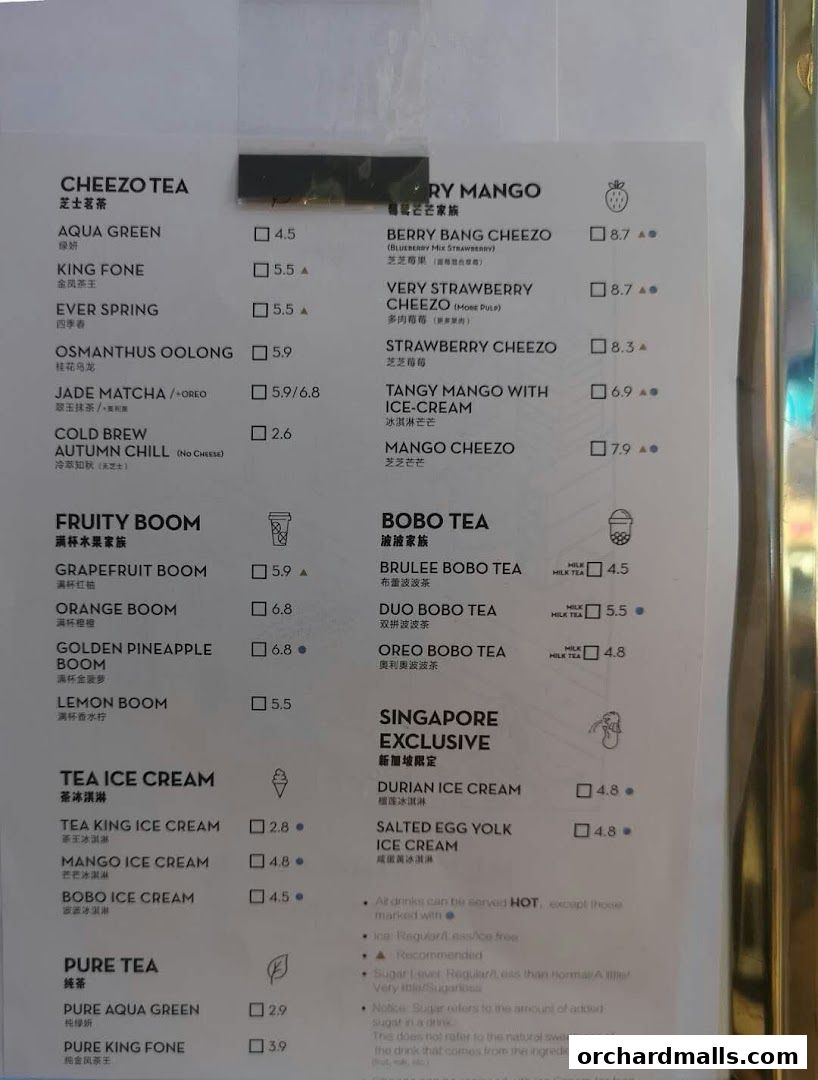 CHEEZO TEA
芝士茗茶
AQUA GREEN 4.5
绿妍
KING FONE 5.5
金凤茶王
EVER SPRING 5.5
四季春
OSMANTHUS OOLONG 5.9
桂花乌龙
JADE MATCHA /+OREO 5.9/6.8
翠玉抹茶/+奥利奥
COLD BREW 2.6
AUTUMN CHILL (No Cheese)
冷萃知秋 (无芝士)
FRUITY BOOM
满杯水果家族
GRAPEFRUIT BOOM 5.9
满杯红柚
ORANGE BOOM 6.8
满杯橙橙
GOLDEN PINEAPPLE 6.8
BOOM
满杯金菠萝
LEMON BOOM 5.5
满杯香水柠
TEA ICE CREAM
茶冰淇淋
TEA KING ICE CREAM 2.8
茶王冰淇淋
MANGO ICE CREAM 4.8
芒芒冰淇淋
BOBO ICE CREAM 4.5
波波冰淇淋
PURE TEA
纯茶
PURE AQUA GREEN 2.9
纯绿妍
PURE KING FONE 3.9
纯金凤茶王
RY MANGO
莓莓芒芒家族
BERRY BANG CHEEZO 8.7
(Blueberry Mix Strawberry)
芝芝莓果 (蓝莓混合草莓)
VERY STRAWBERRY 8.7
CHEEZO (More Pulp)
多肉莓莓 (更多果肉)
STRAWBERRY CHEEZO 8.3
芝芝莓莓
TANGY MANGO WITH 6.9
ICE-CREAM
冰淇淋芒芒
MANGO CHEEZO 7.9
芝芝芒芒
BOBO TEA
波波家族
BRULEE BOBO TEA MILK MILK TEA 4.5
布蕾波波茶
DUO BOBO TEA MILK MILK TEA 5.5
双拼波波茶
OREO BOBO TEA MILK MILK TEA 4.8
奥利奥波波茶
SINGAPORE
EXCLUSIVE
新加坡限定
DURIAN ICE CREAM 4.8
榴莲冰淇淋
SALTED EGG YOLK 4.8
ICE CREAM
咸蛋黄冰淇淋
All drinks can be served HOT, except those
marked with
Ice: Regular/Less/Ice free
Recommended
Sugar Level: Regular/Less than normal/A little/
Very little/Sugarless
Notice: Sugar refers to the amount of added
sugar in a drink.
This does not refer to the natural
the drink that comes from the
(fruit, milk, etc.)
orchardmalls.com